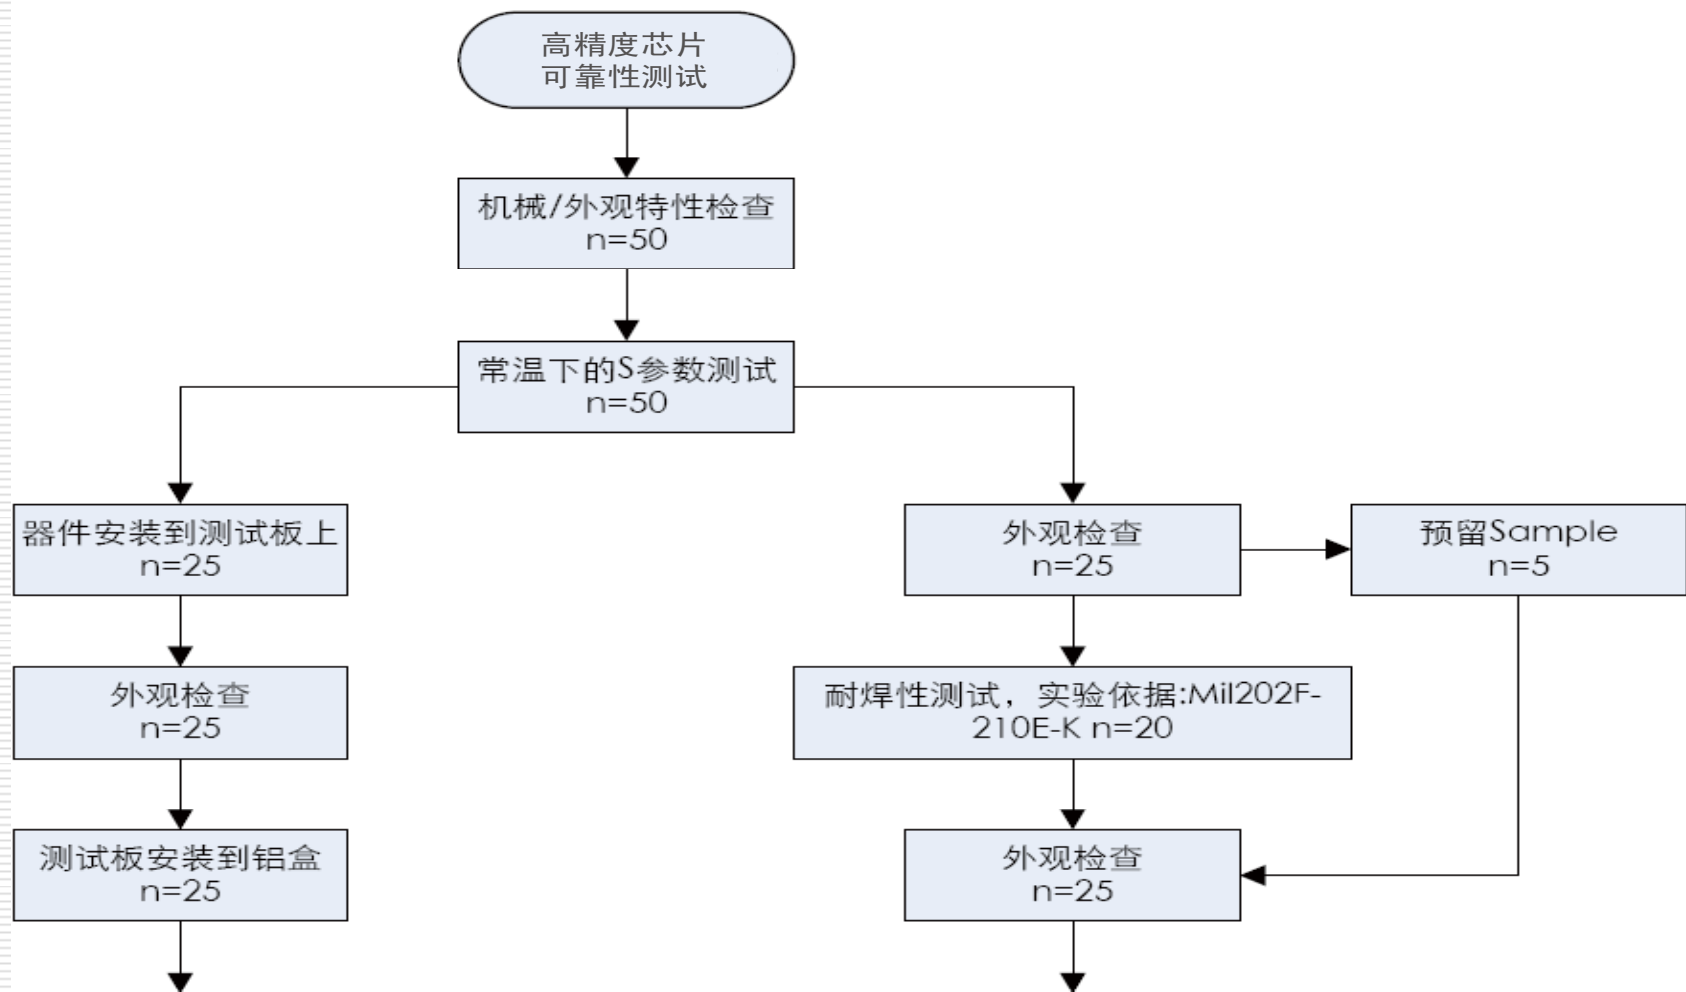 高精度芯片
可靠性测试
机械/外观特性检查
n=50
常温下的S参数测试
n=50
器件安装到测试板上
n=25
外观检查
n=25
预留Sample
n=5
外观检查
n=25
耐焊性测试，实验依据:Mil202F-
210E-K n=20
测试板安装到铝盒
n=25
外观检查
n=25